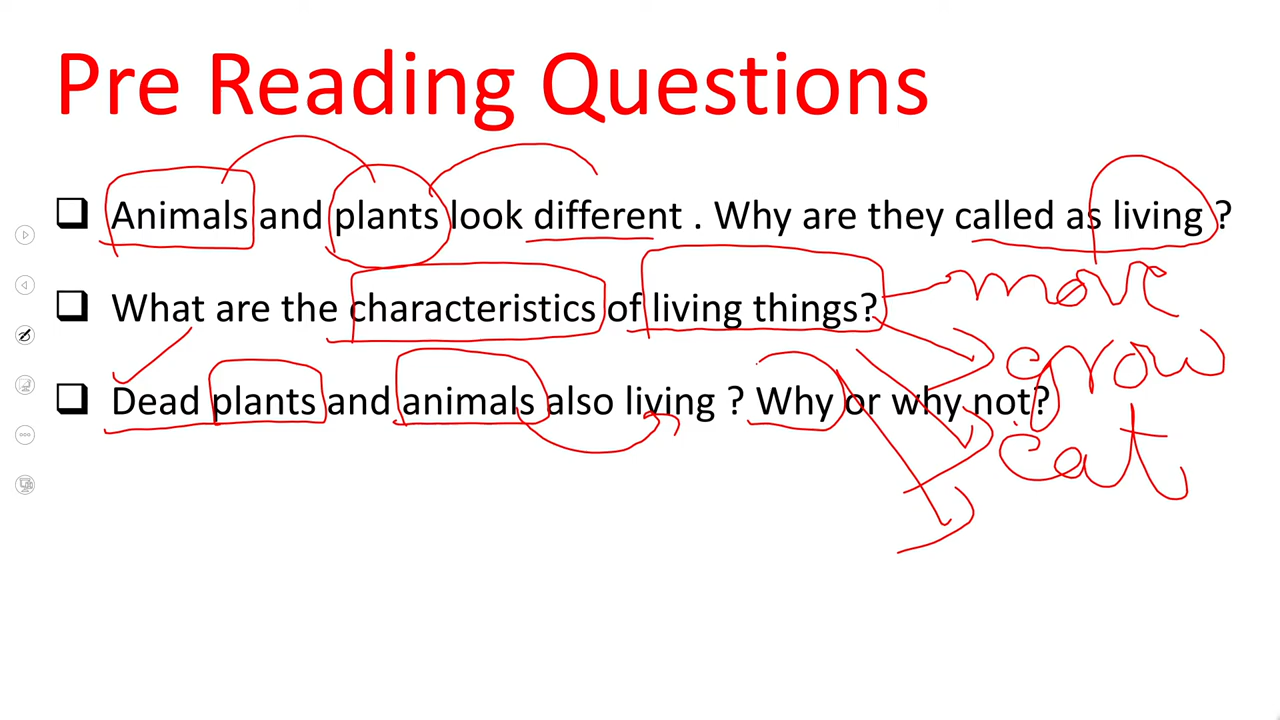 Pre Reading Questions
❑ Animals and plants look different . Why are they called as living ?
❑ What are the characteristics of living things?
move
grow
❑ Dead plants and animals also living ? Why or why not?
eat